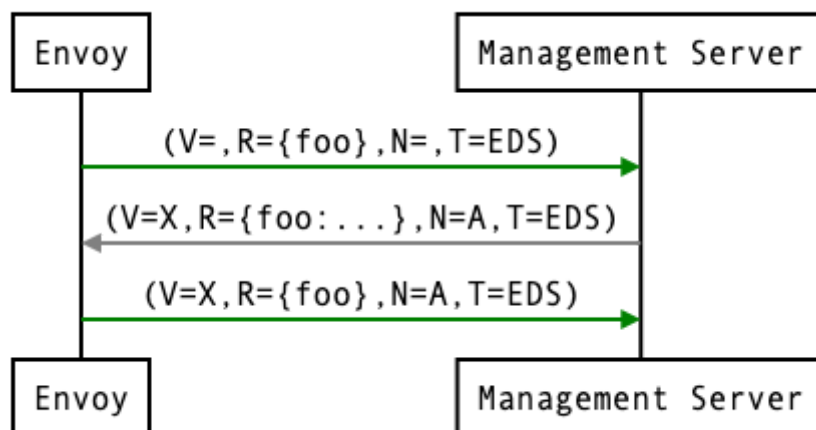 Envoy
Management Server
(V=,R={foo},N=,T=EDS)
(V=X,R={foo:...},N=A,T=EDS)
(V=X,R={foo},N=A,T=EDS)
Envoy
Management Server